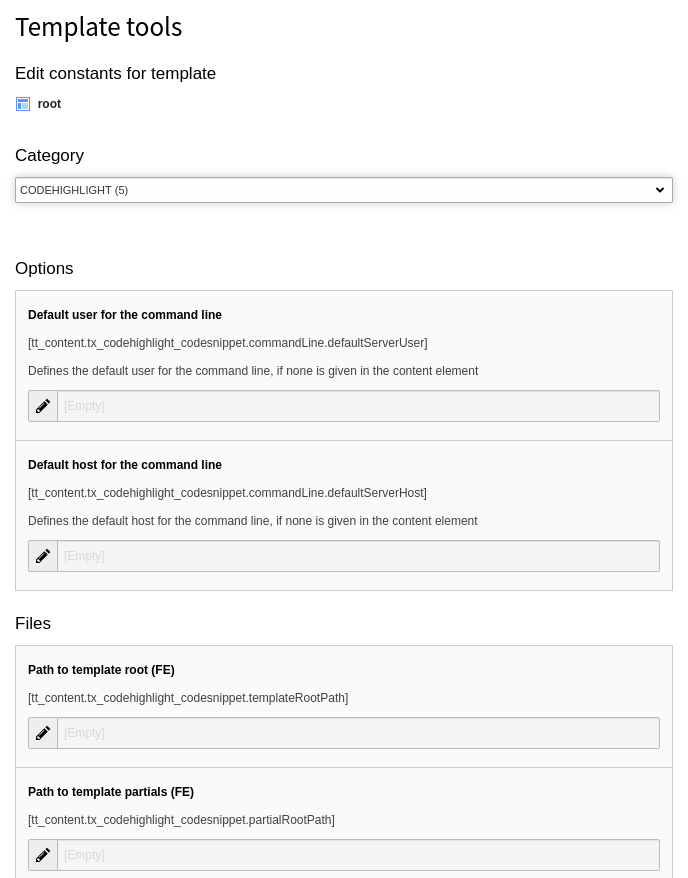 Template tools
Edit constants for template
root
Category
CODEHIGHLIGHT (5)
Options
Default user for the command line
[tt_content.tx_codehighlight_codesnippet.commandLine.defaultServerUser]
Defines the default user for the command line, if none is given in the content element
[Empty]
Default host for the command line
[tt_content.tx_codehighlight_codesnippet.commandLine.defaultServerHost]
Defines the default host for the command line, if none is given in the content element
[Empty]
Files
Path to template root (FE)
[tt_content.tx_codehighlight_codesnippet.templateRootPath]
[Empty]
Path to template partials (FE)
[tt_content.tx_codehighlight_codesnippet.partialRootPath]
[Empty]